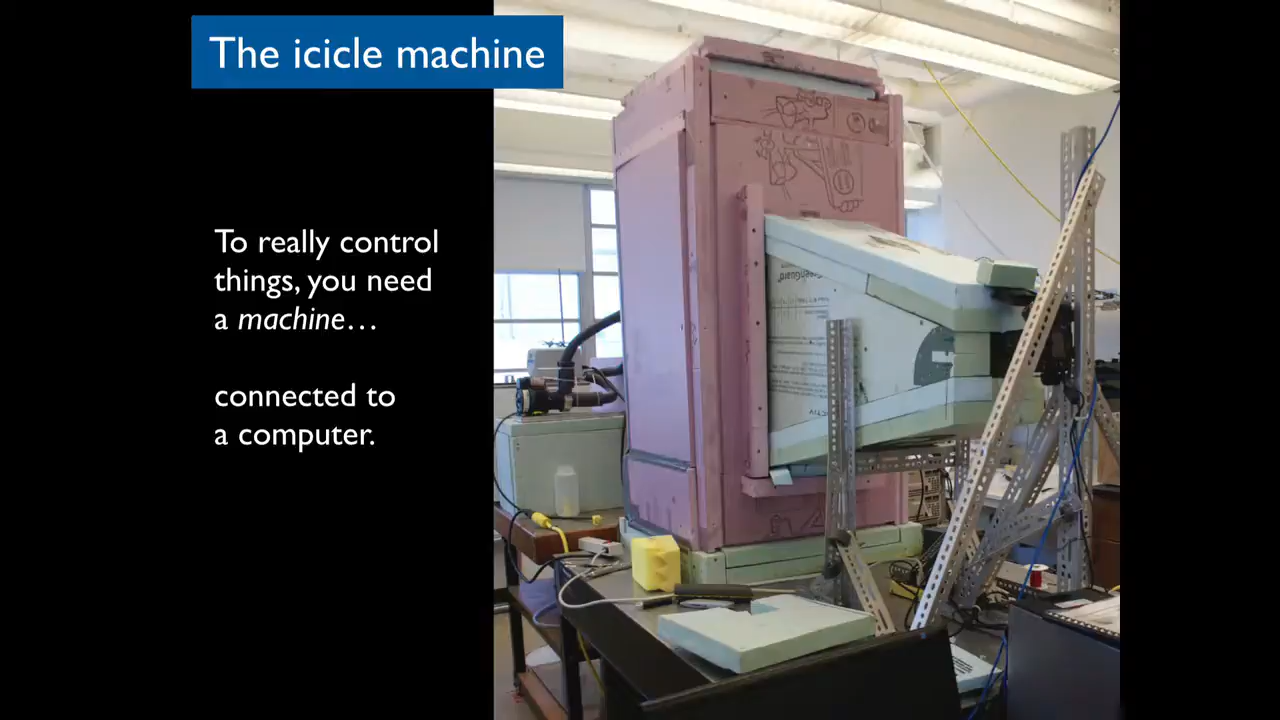 The icicle machine
To really control
things, you need
a machine…
connected to
a computer.